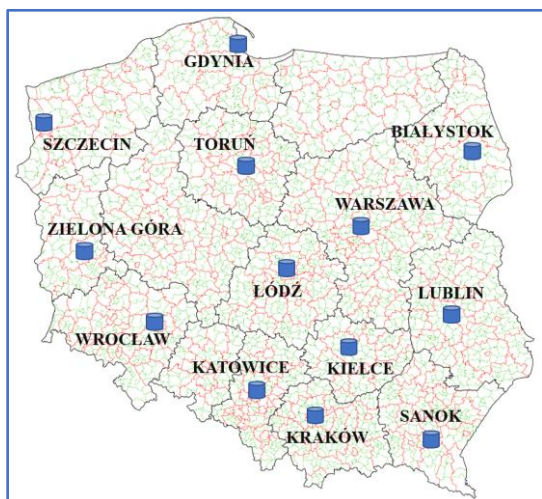 GDYNIA
SZCZECIN
TORUŃ
BIAŁYSTOK
WARSZAWA
ZIELONA GÓRA
ŁÓDŹ
LUBLIN
WROCŁAW
KATOWICE
KIELCE
SANOK
KRAKÓW